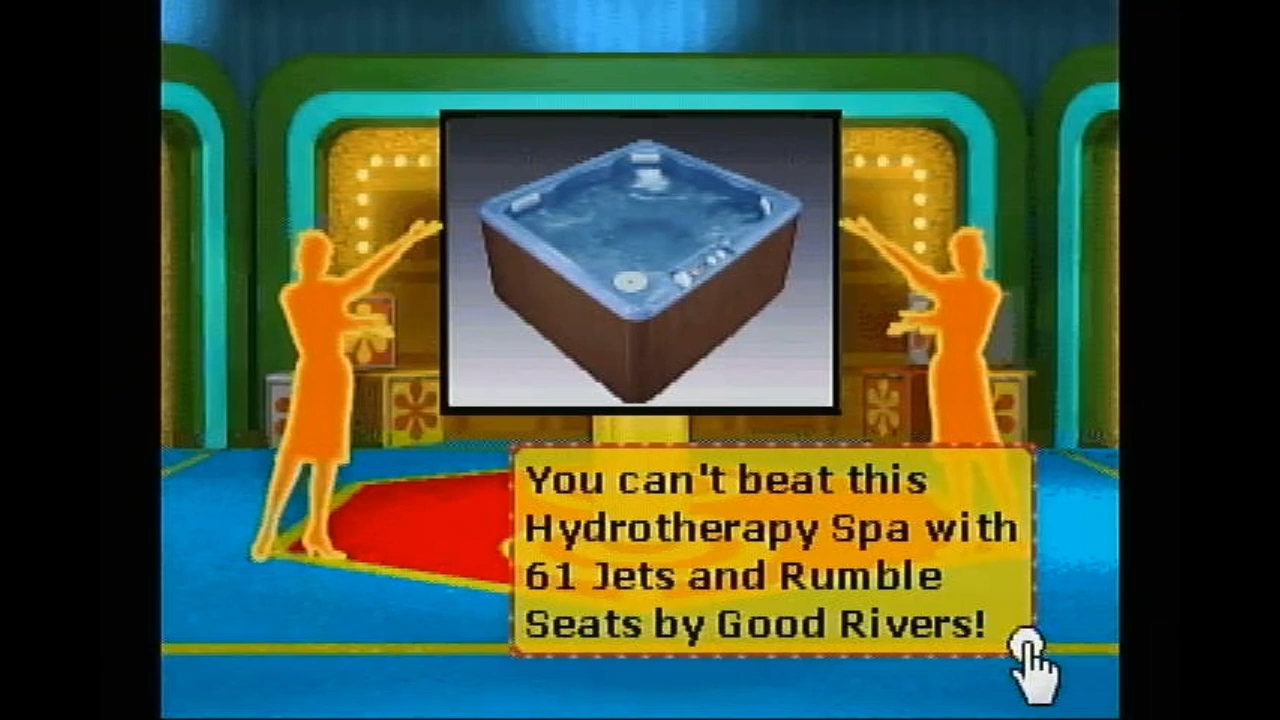 You can't beat this
Hydrotherapy Spa with
61 Jets and Rumble
Seats by Good Rivers!